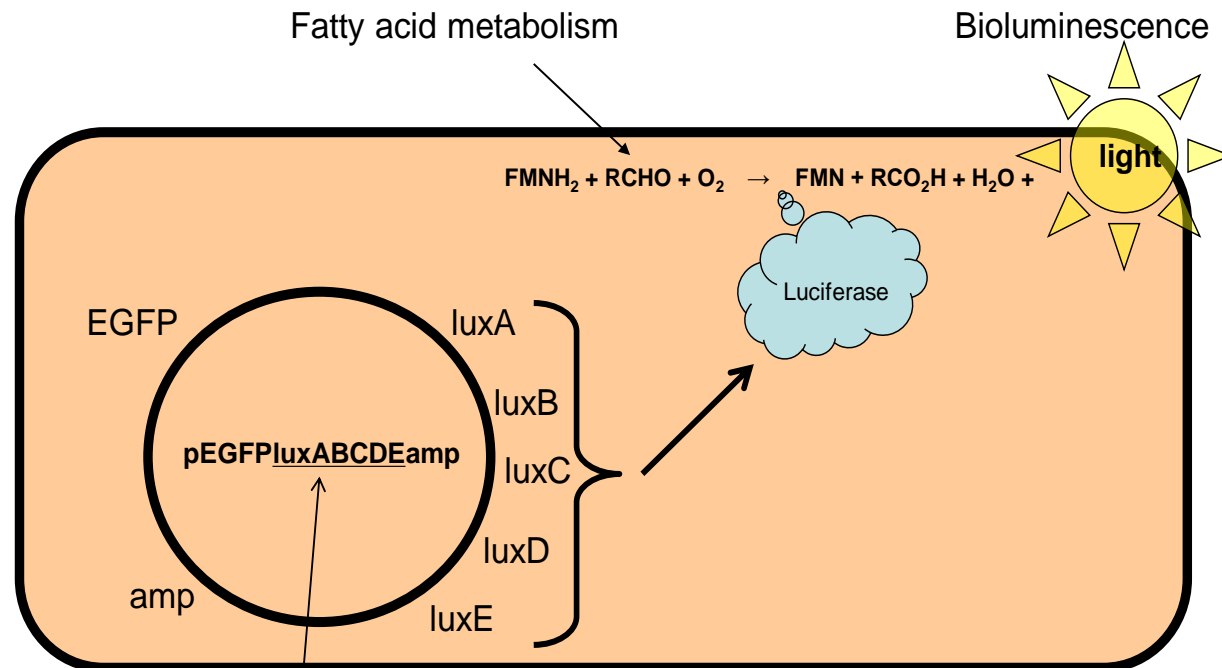 Fatty acid metabolism
Bioluminescence
light
FMNH₂ + RCHO + O₂ → FMN + RCO₂H + H₂O +
Luciferase
EGFP
luxA
luxB
pEGFPluxABCDEamp
luxC
luxD
amp
luxE